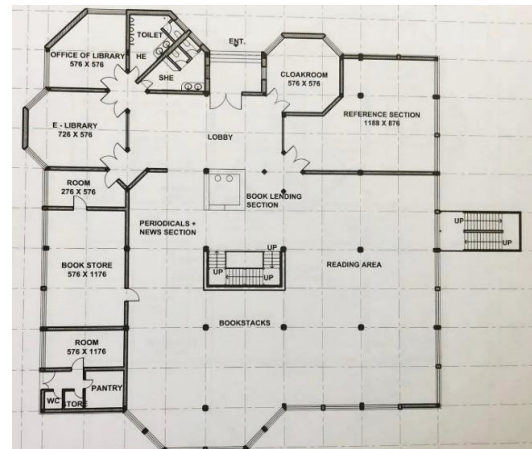 TOILET
ENT.
HE
OFFICE OF LIBRARY
576 X 576
SHE
CLOAKROOM
576 X 576
REFERENCE SECTION
1188 X 876
E - LIBRARY
726 X 576
LOBBY
ROOM
276 X 576
BOOK LENDING
SECTION
PERIODICALS +
NEWS SECTION
UP
UP
UP
UP
UP
UP
BOOK STORE
576 X 1176
READING AREA
BOOKSTACKS
ROOM
576 X 1176
PANTRY
WC
STORE